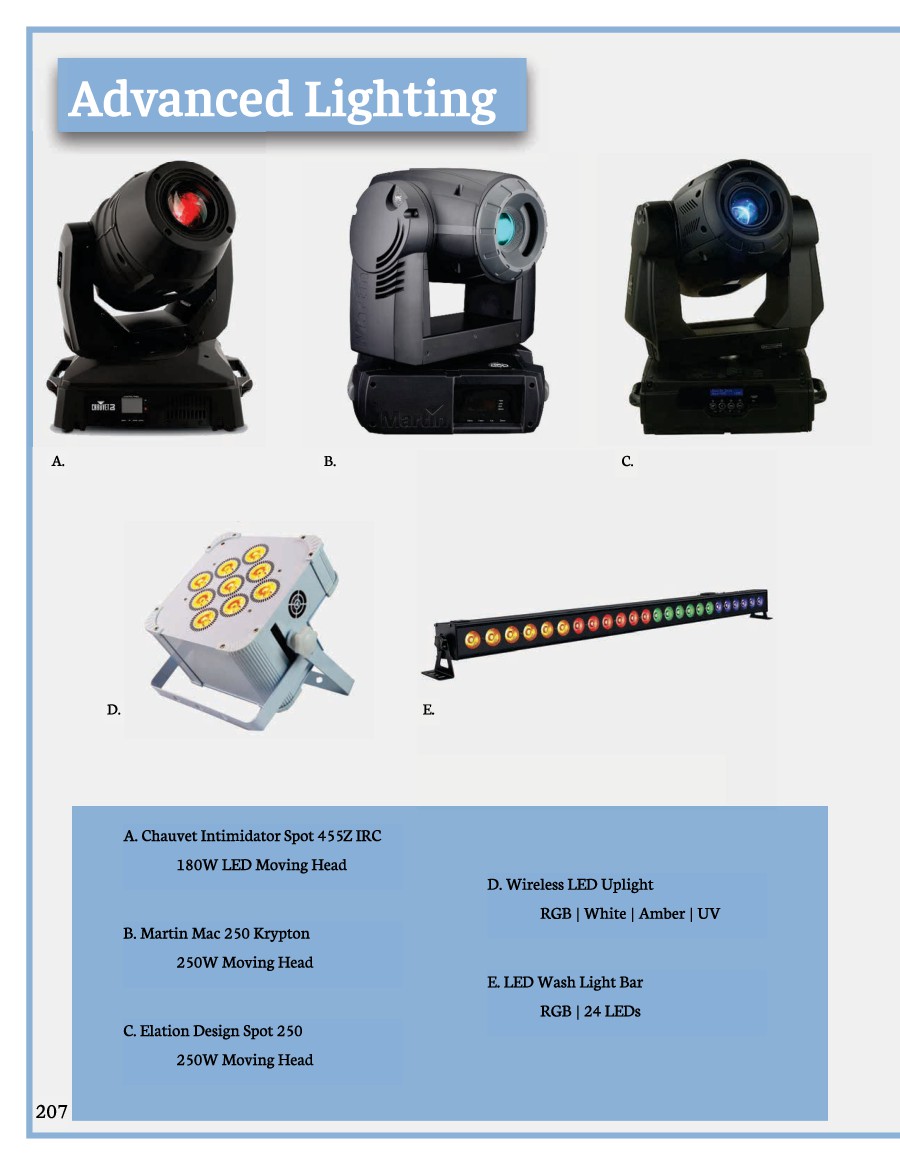 Advanced Lighting
CHAUVET
Martin
A.
B.
C.
D.
E.
A. Chauvet Intimidator Spot 455Z IRC
180W LED Moving Head
B. Martin Mac 250 Krypton
250W Moving Head
C. Elation Design Spot 250
250W Moving Head
D. Wireless LED Uplight
RGB | White | Amber | UV
E. LED Wash Light Bar
RGB | 24 LEDs
207